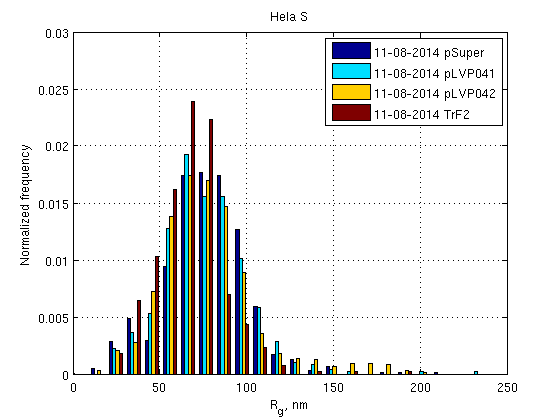 Hela S
0.03
0.025
0.02
0.015
0.01
0.005
0
Normalized frequency
11-08-2014 pSuper
11-08-2014 pLVP041
11-08-2014 pLVP042
11-08-2014 TrF2
0 50 100 150 200 250
Rg, nm